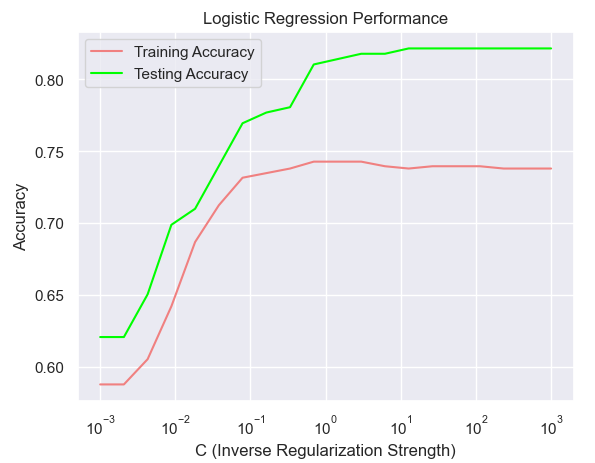 Logistic Regression Performance
Training Accuracy
Testing Accuracy
0.80
0.75
0.70
0.65
0.60
Accuracy
10⁻³ 10⁻² 10⁻¹ 10⁰ 10¹ 10² 10³
C (Inverse Regularization Strength)